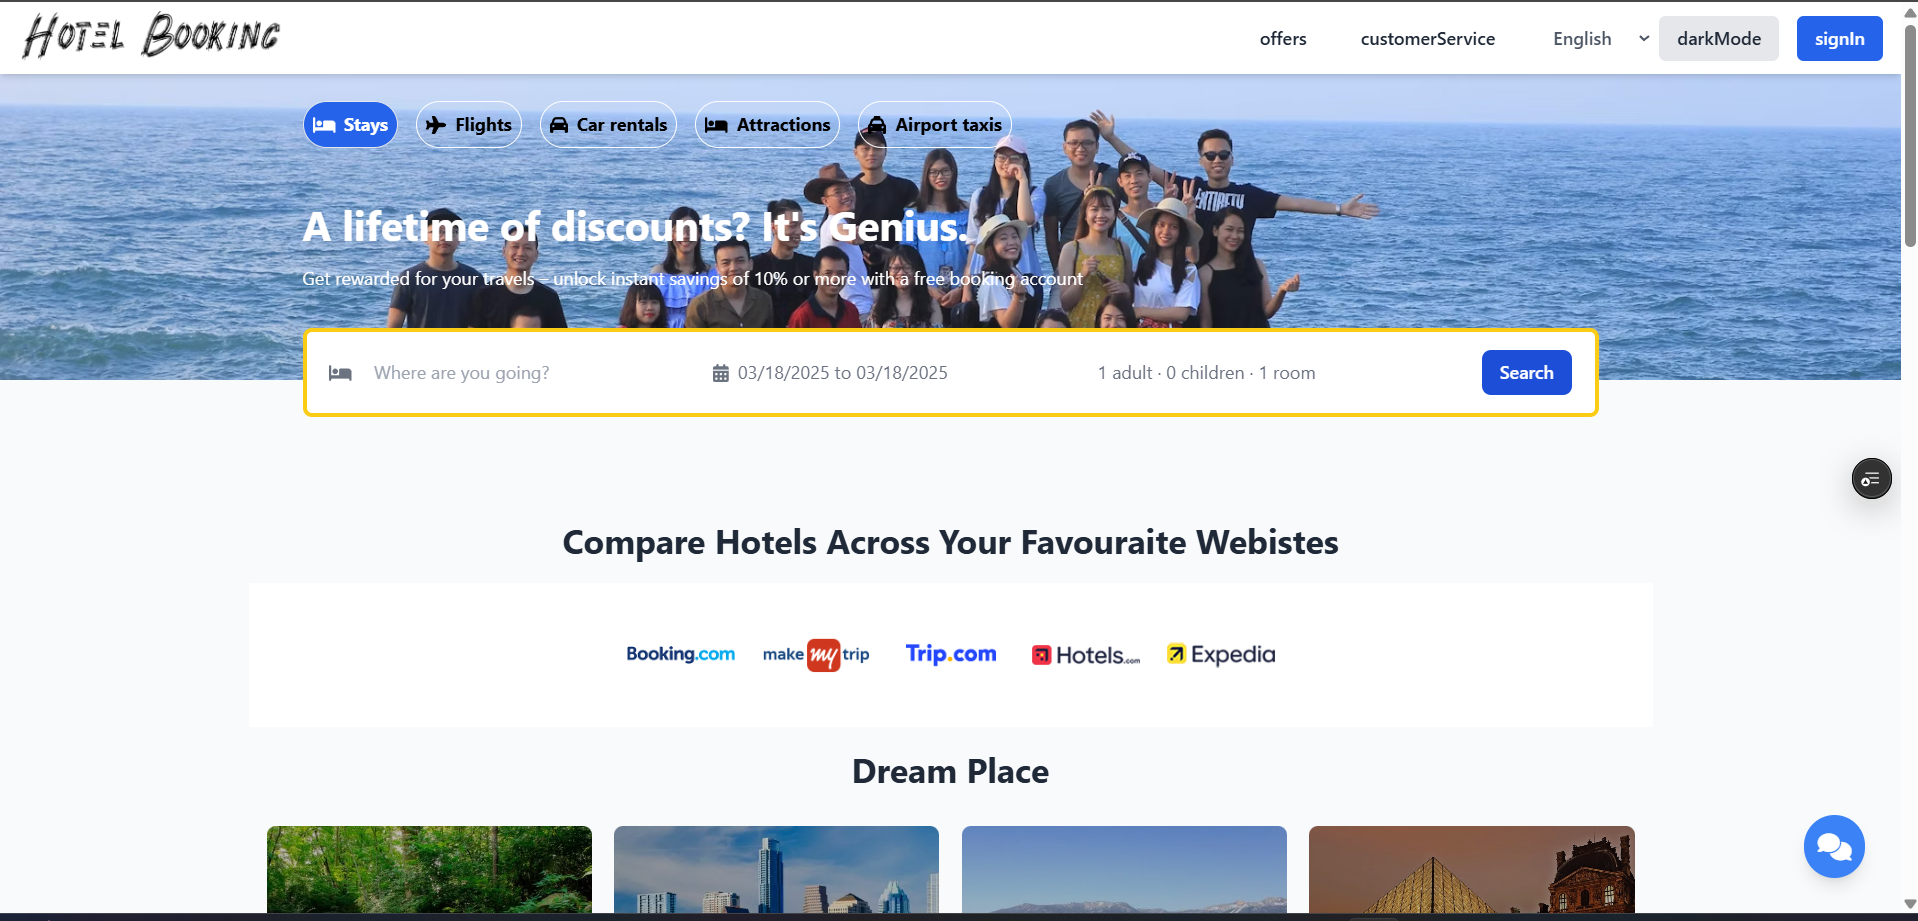 HOTEL BOOKING
offers customerService English darkMode signIn
Stays Flights Car rentals Attractions Airport taxis
ENTIRETU
A lifetime of discounts? It's Genius.
Get rewarded for your travels – unlock instant savings of 10% or more with a free booking account
Where are you going? 03/18/2025 to 03/18/2025 1 adult · 0 children · 1 room Search
Compare Hotels Across Your Favouraite Webistes
Booking.com make my trip Trip.com Hotels.com Expedia
Dream Place